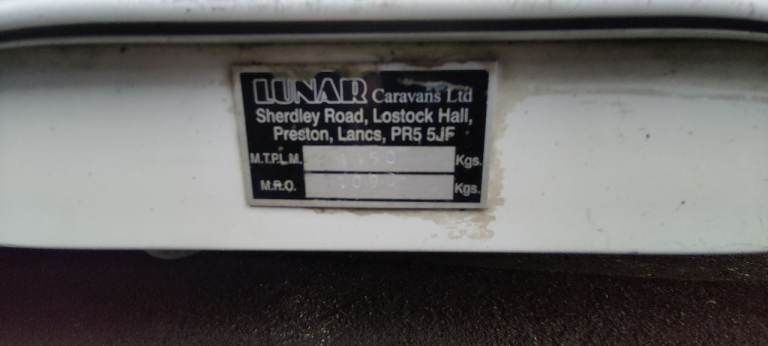 LUNAR Caravans Ltd
Sherdley Road, Lostock Hall,
Preston, Lancs, PR5 5JF
M.T.P.L.M. Kgs.
M.R.O. Kgs.